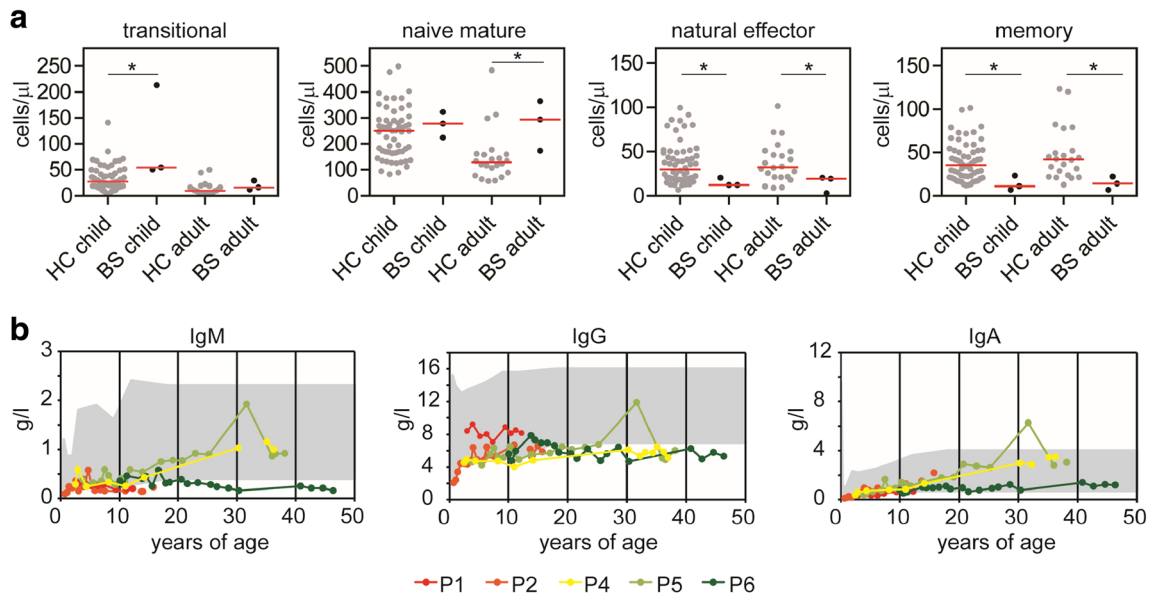 a
transitional
naive mature
natural effector
memory
cells/µl
250
200
150
100
50
0
*
HC child
BS child
HC adult
BS adult
cells/µl
500
400
300
200
100
0
*
HC child
BS child
HC adult
BS adult
cells/µl
150
100
50
0
*
*
HC child
BS child
HC adult
BS adult
cells/µl
150
100
50
0
*
*
HC child
BS child
HC adult
BS adult
b
IgM
g/l
3
2
1
0
0 10 20 30 40 50
years of age
IgG
g/l
16
12
8
4
0
0 10 20 30 40 50
years of age
IgA
g/l
12
8
4
0
0 10 20 30 40 50
years of age
P1 P2 P4 P5 P6